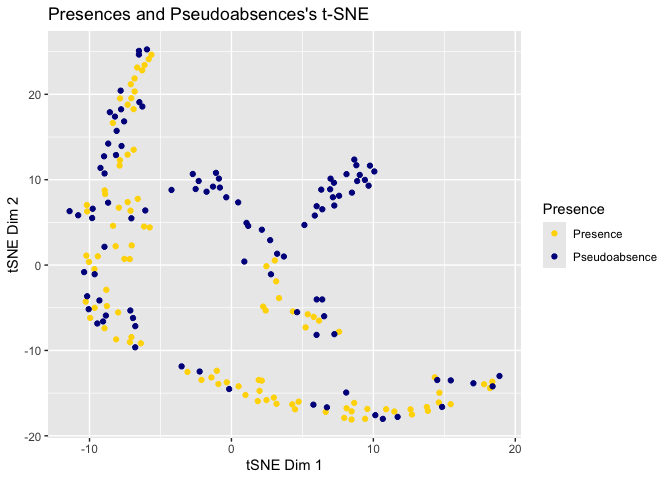 Presences and Pseudoabsences's t-SNE
tSNE Dim 2
20
10
0
-10
-20
-10
0
10
20
tSNE Dim 1
Presence
Presence
Pseudoabsence